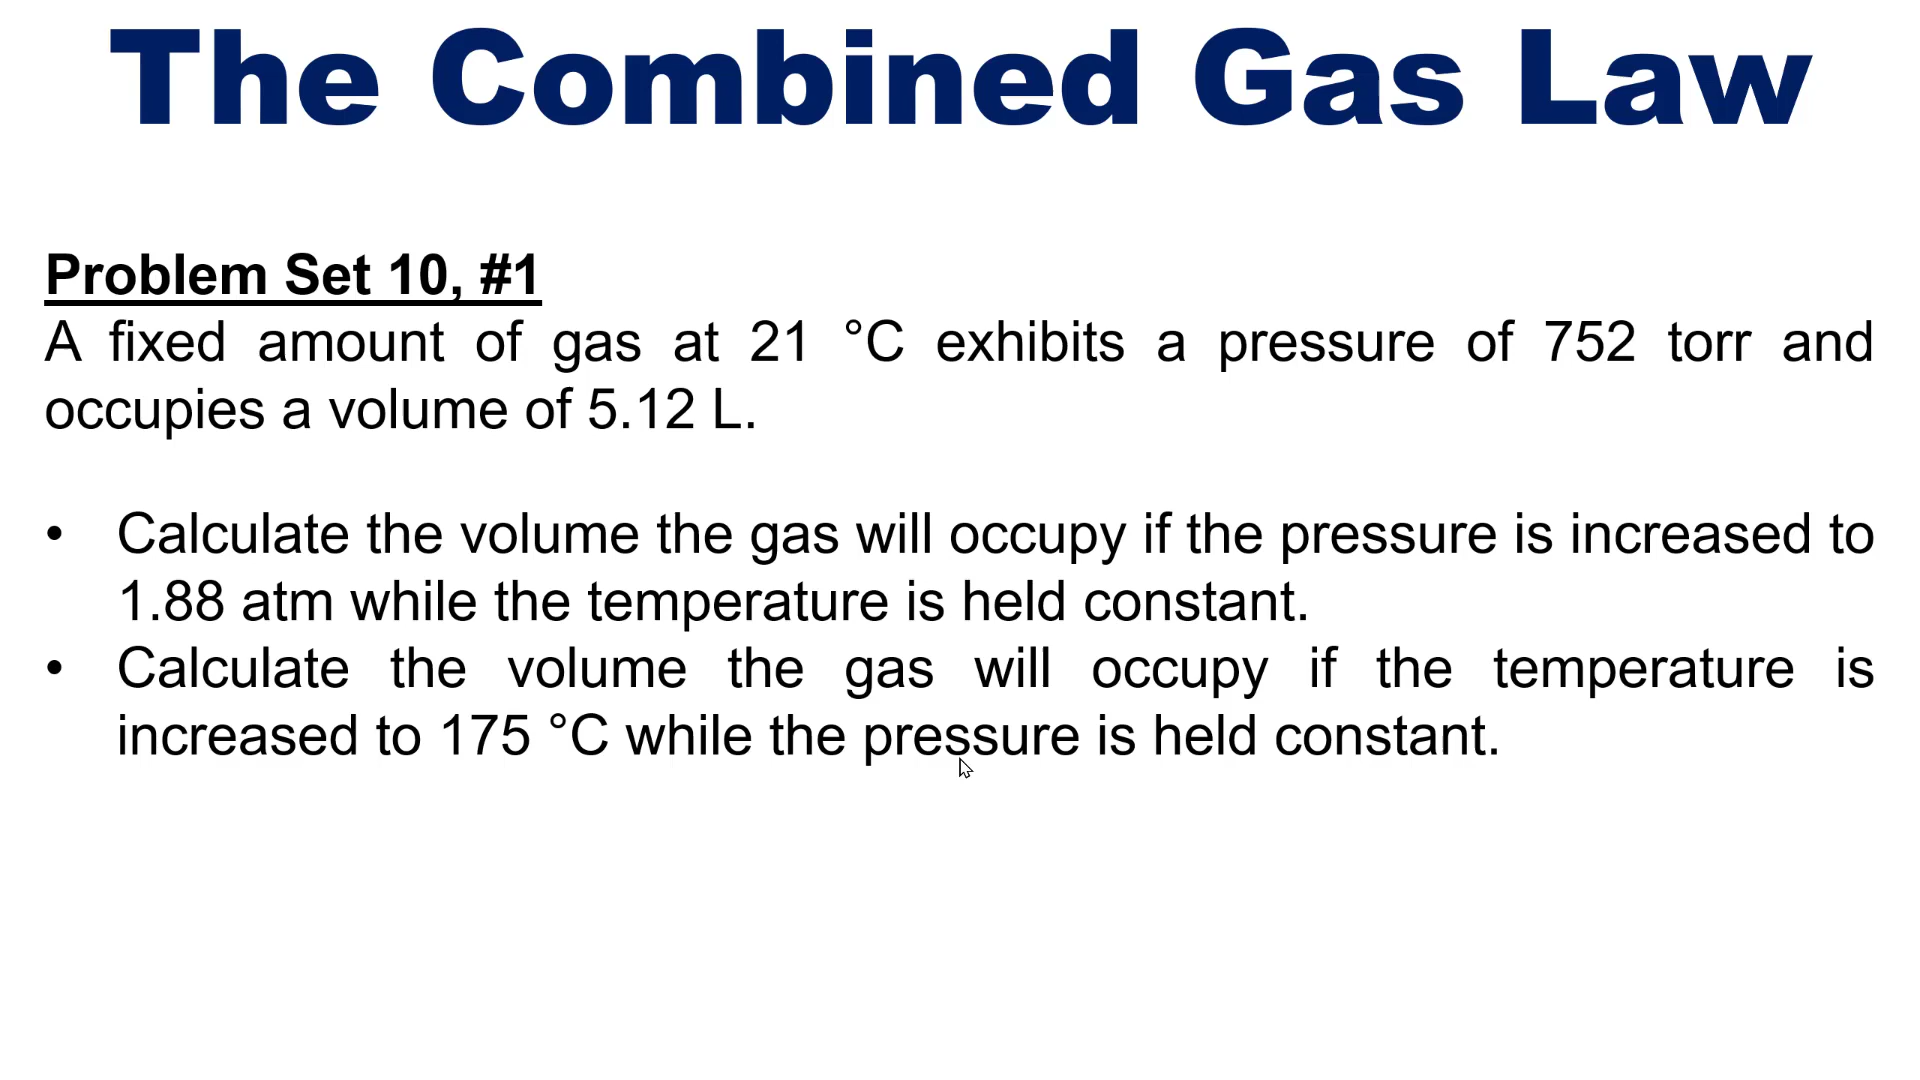 The Combined Gas Law
Problem Set 10, #1
A fixed amount of gas at 21 °C exhibits a pressure of 752 torr and
occupies a volume of 5.12 L.
• Calculate the volume the gas will occupy if the pressure is increased to
1.88 atm while the temperature is held constant.
• Calculate the volume the gas will occupy if the temperature is
increased to 175 °C while the pressure is held constant.